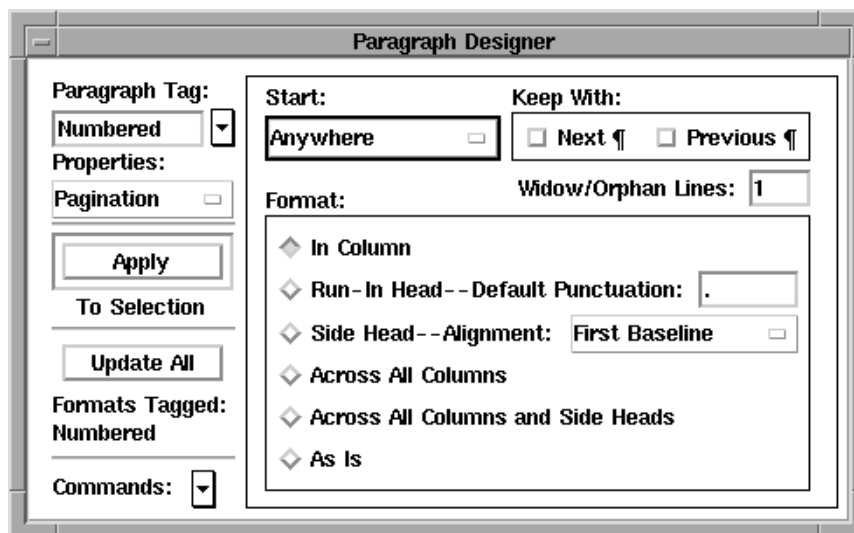 Paragraph Designer
Paragraph Tag:
Numbered
Properties:
Pagination
Apply
To Selection
Update All
Formats Tagged:
Numbered
Commands:
Start:
Anywhere
Keep With:
Next ¶ Previous ¶
Widow/Orphan Lines: 1
Format:
In Column
Run-In Head--Default Punctuation: .
Side Head--Alignment: First Baseline
Across All Columns
Across All Columns and Side Heads
As Is